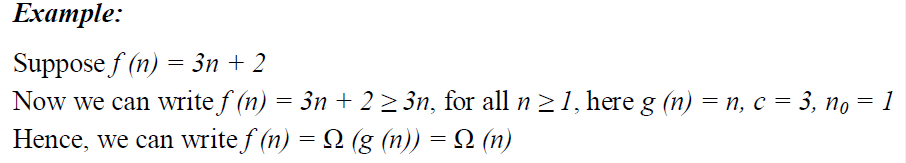 Example:
Suppose f (n) = 3n + 2
Now we can write f (n) = 3n + 2 ≥ 3n, for all n ≥ 1, here g (n) = n, c = 3, n₀ = 1
Hence, we can write f (n) = Ω (g (n)) = Ω (n)